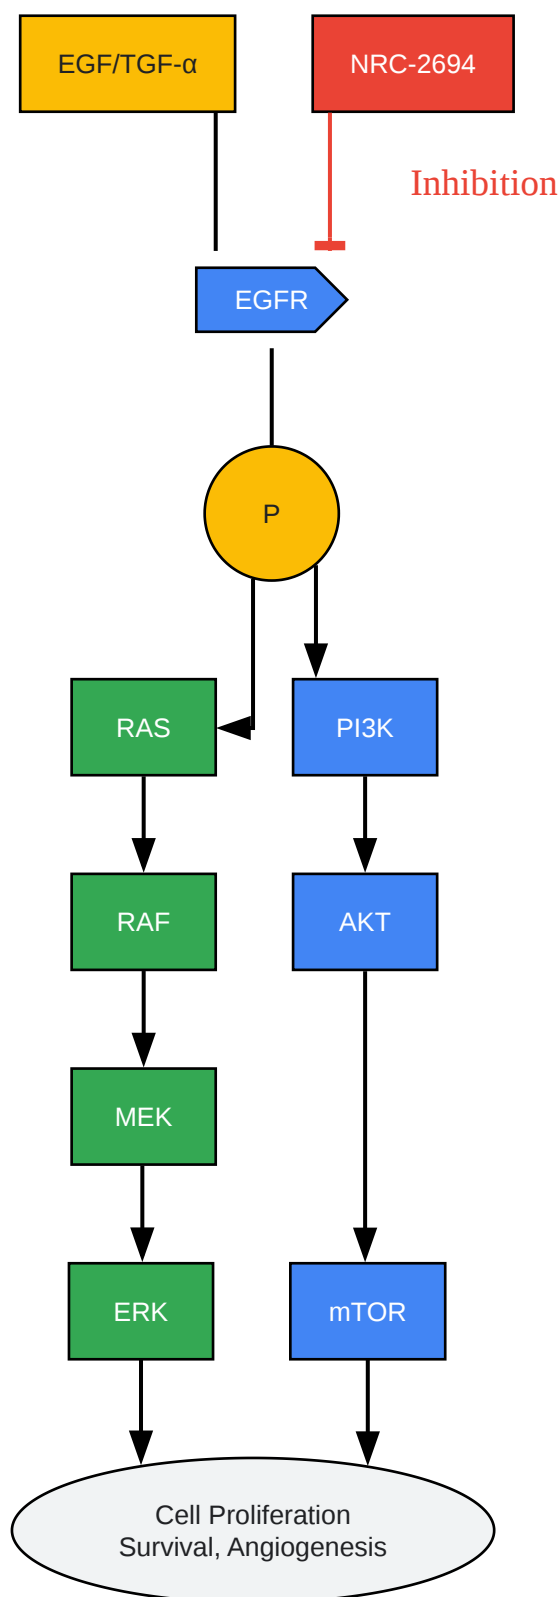 EGF/TGF-α
NRC-2694
Inhibition
EGFR
P
RAS
PI3K
RAF
AKT
MEK
ERK
mTOR
Cell Proliferation
Survival, Angiogenesis